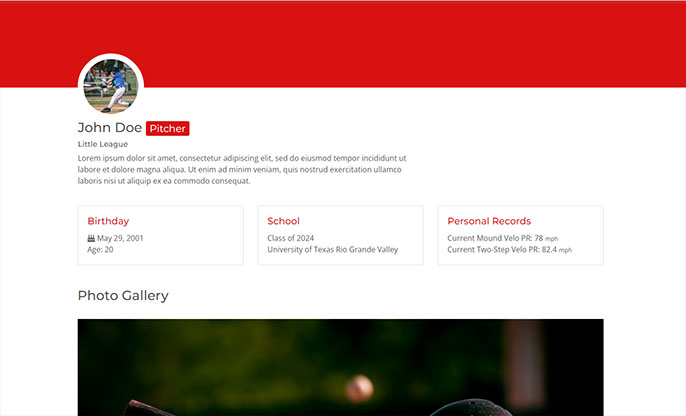 John Doe Pitcher
Little League
Lorem ipsum dolor sit amet, consectetur adipiscing elit, sed do eiusmod tempor incididunt ut
labore et dolore magna aliqua. Ut enim ad minim veniam, quis nostrud exercitation ullamco
laboris nisi ut aliquip ex ea commodo consequat.
Birthday
May 29, 2001
Age: 20
School
Class of 2024
University of Texas Rio Grande Valley
Personal Records
Current Mound Velo PR: 78 mph
Current Two-Step Velo PR: 82.4 mph
Photo Gallery